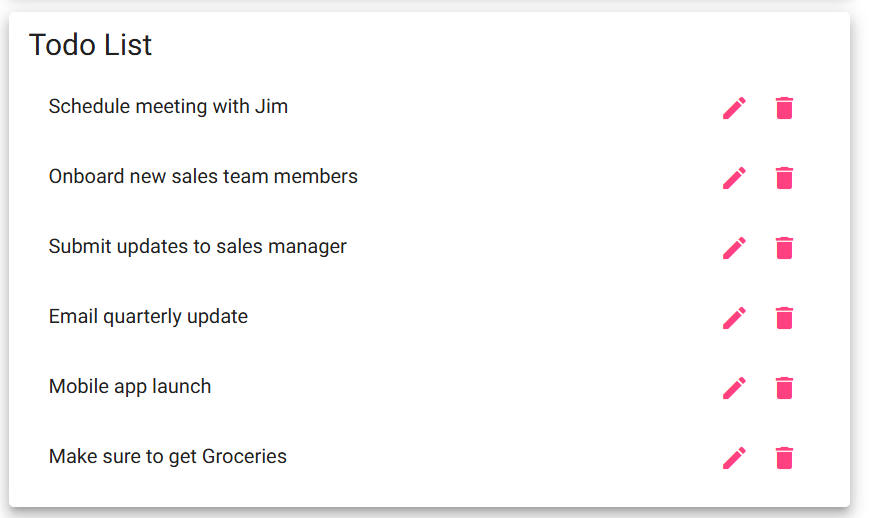 Todo List
Schedule meeting with Jim
Onboard new sales team members
Submit updates to sales manager
Email quarterly update
Mobile app launch
Make sure to get Groceries